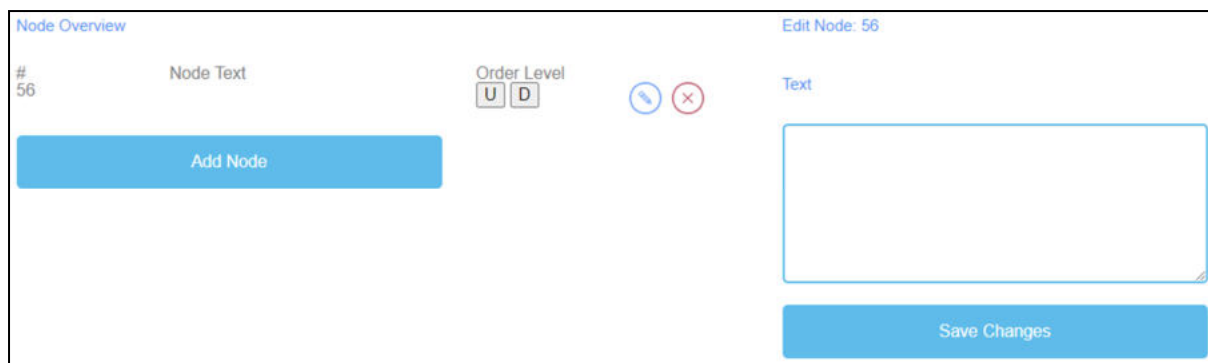 Node Overview
# Node Text Order Level
56 U D
Add Node
Edit Node: 56
Text
Save Changes